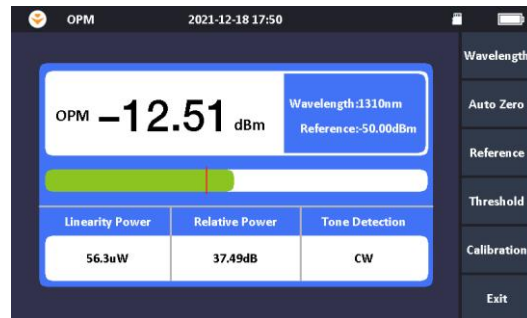 OPM 2021-12-18 17:50
Wavelength
Auto Zero
Reference
Threshold
Calibration
Exit
OPM -12.51 dBm
Wavelength:1310nm
Reference:-50.00dBm
Linearity Power Relative Power Tone Detection
56.3uW 37.49dB CW